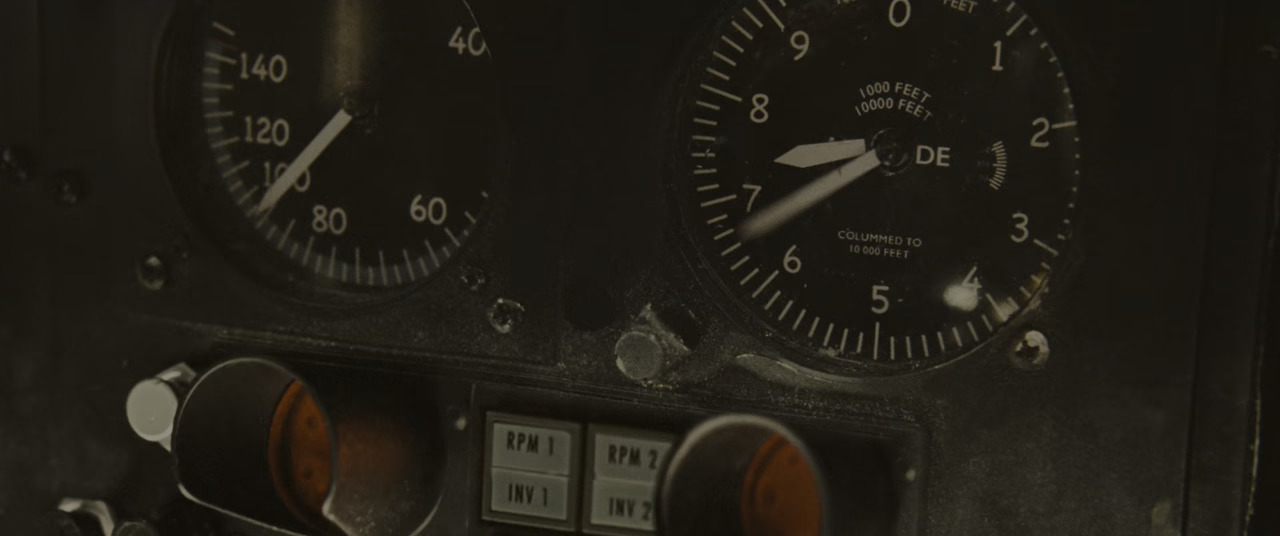 140
120
100
80
60
40
FEET
0
1
2
3
4
5
6
7
8
9
1000 FEET
10000 FEET
DE
COLUMMED TO
10 000 FEET
RPM 1
INV 1
RPM 2
INV 2